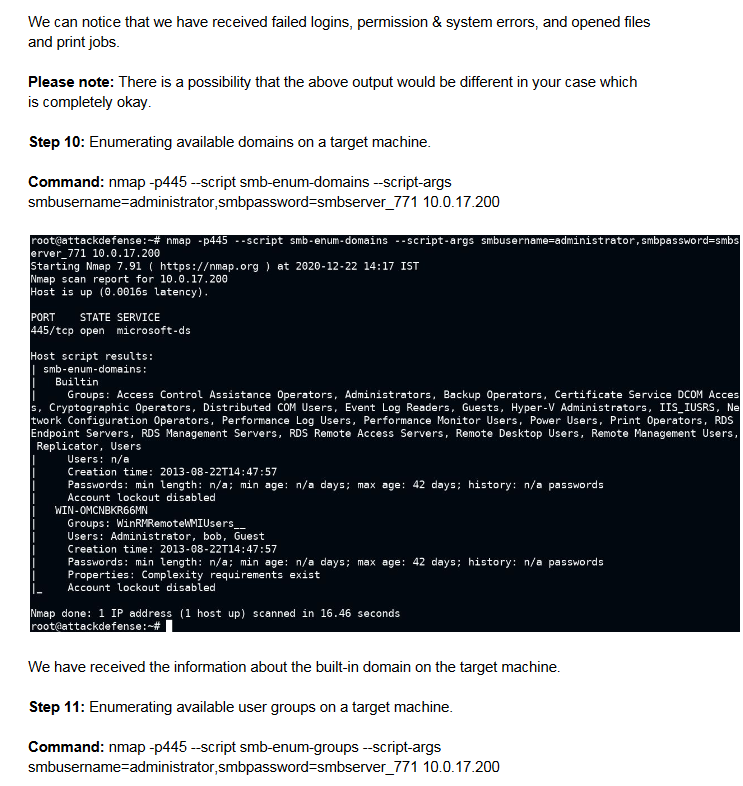 We can notice that we have received failed logins, permission & system errors, and opened files
and print jobs.
Please note: There is a possibility that the above output would be different in your case which
is completely okay.
Step 10: Enumerating available domains on a target machine.
Command: nmap -p445 --script smb-enum-domains --script-args
smbusername=administrator,smbpassword=smbserver_771 10.0.17.200
root@attackdefense:~# nmap -p445 --script smb-enum-domains --script-args smbusername=administrator,smbpassword=smbs
erver_771 10.0.17.200
Starting Nmap 7.91 ( https://nmap.org ) at 2020-12-22 14:17 IST
Nmap scan report for 10.0.17.200
Host is up (0.0016s latency).
PORT    STATE SERVICE
445/tcp open  microsoft-ds
Host script results:
| smb-enum-domains:
|   Builtin
|     Groups: Access Control Assistance Operators, Administrators, Backup Operators, Certificate Service DCOM Acces
s, Cryptographic Operators, Distributed COM Users, Event Log Readers, Guests, Hyper-V Administrators, IIS_IUSRS, Ne
twork Configuration Operators, Performance Log Users, Performance Monitor Users, Power Users, Print Operators, RDS
Endpoint Servers, RDS Management Servers, RDS Remote Access Servers, Remote Desktop Users, Remote Management Users,
 Replicator, Users
|     Users: n/a
|     Creation time: 2013-08-22T14:47:57
|     Passwords: min length: n/a; min age: n/a days; max age: 42 days; history: n/a passwords
|     Account lockout disabled
|   WIN-OMCNBKR66MN
|     Groups: WinRMRemoteWMIUsers__
|     Users: Administrator, bob, Guest
|     Creation time: 2013-08-22T14:47:57
|     Passwords: min length: n/a; min age: n/a days; max age: 42 days; history: n/a passwords
|     Properties: Complexity requirements exist
|_    Account lockout disabled
Nmap done: 1 IP address (1 host up) scanned in 16.46 seconds
root@attackdefense:~#
We have received the information about the built-in domain on the target machine.
Step 11: Enumerating available user groups on a target machine.
Command: nmap -p445 --script smb-enum-groups --script-args
smbusername=administrator,smbpassword=smbserver_771 10.0.17.200